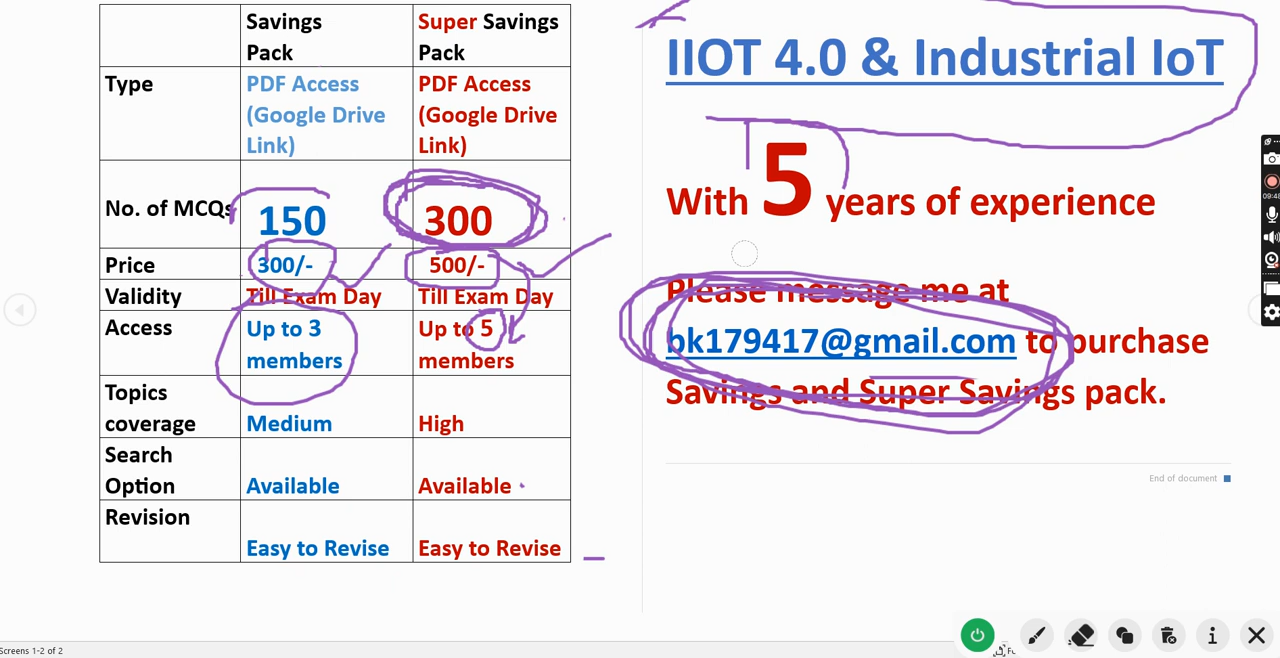 Savings Super Savings
Pack Pack
Type PDF Access PDF Access
(Google Drive (Google Drive
Link) Link)
No. of MCQs 150 300
Price 300/- 500/-
Validity Till Exam Day Till Exam Day
Access Up to 3 Up to 5
members members
Topics
coverage Medium High
Search
Option Available Available
Revision
Easy to Revise Easy to Revise
IIOT 4.0 & Industrial IoT
With 5 years of experience
Please message me at
bk179417@gmail.com to purchase
Savings and Super Savings pack.
End of document
Screens 1-2 of 2